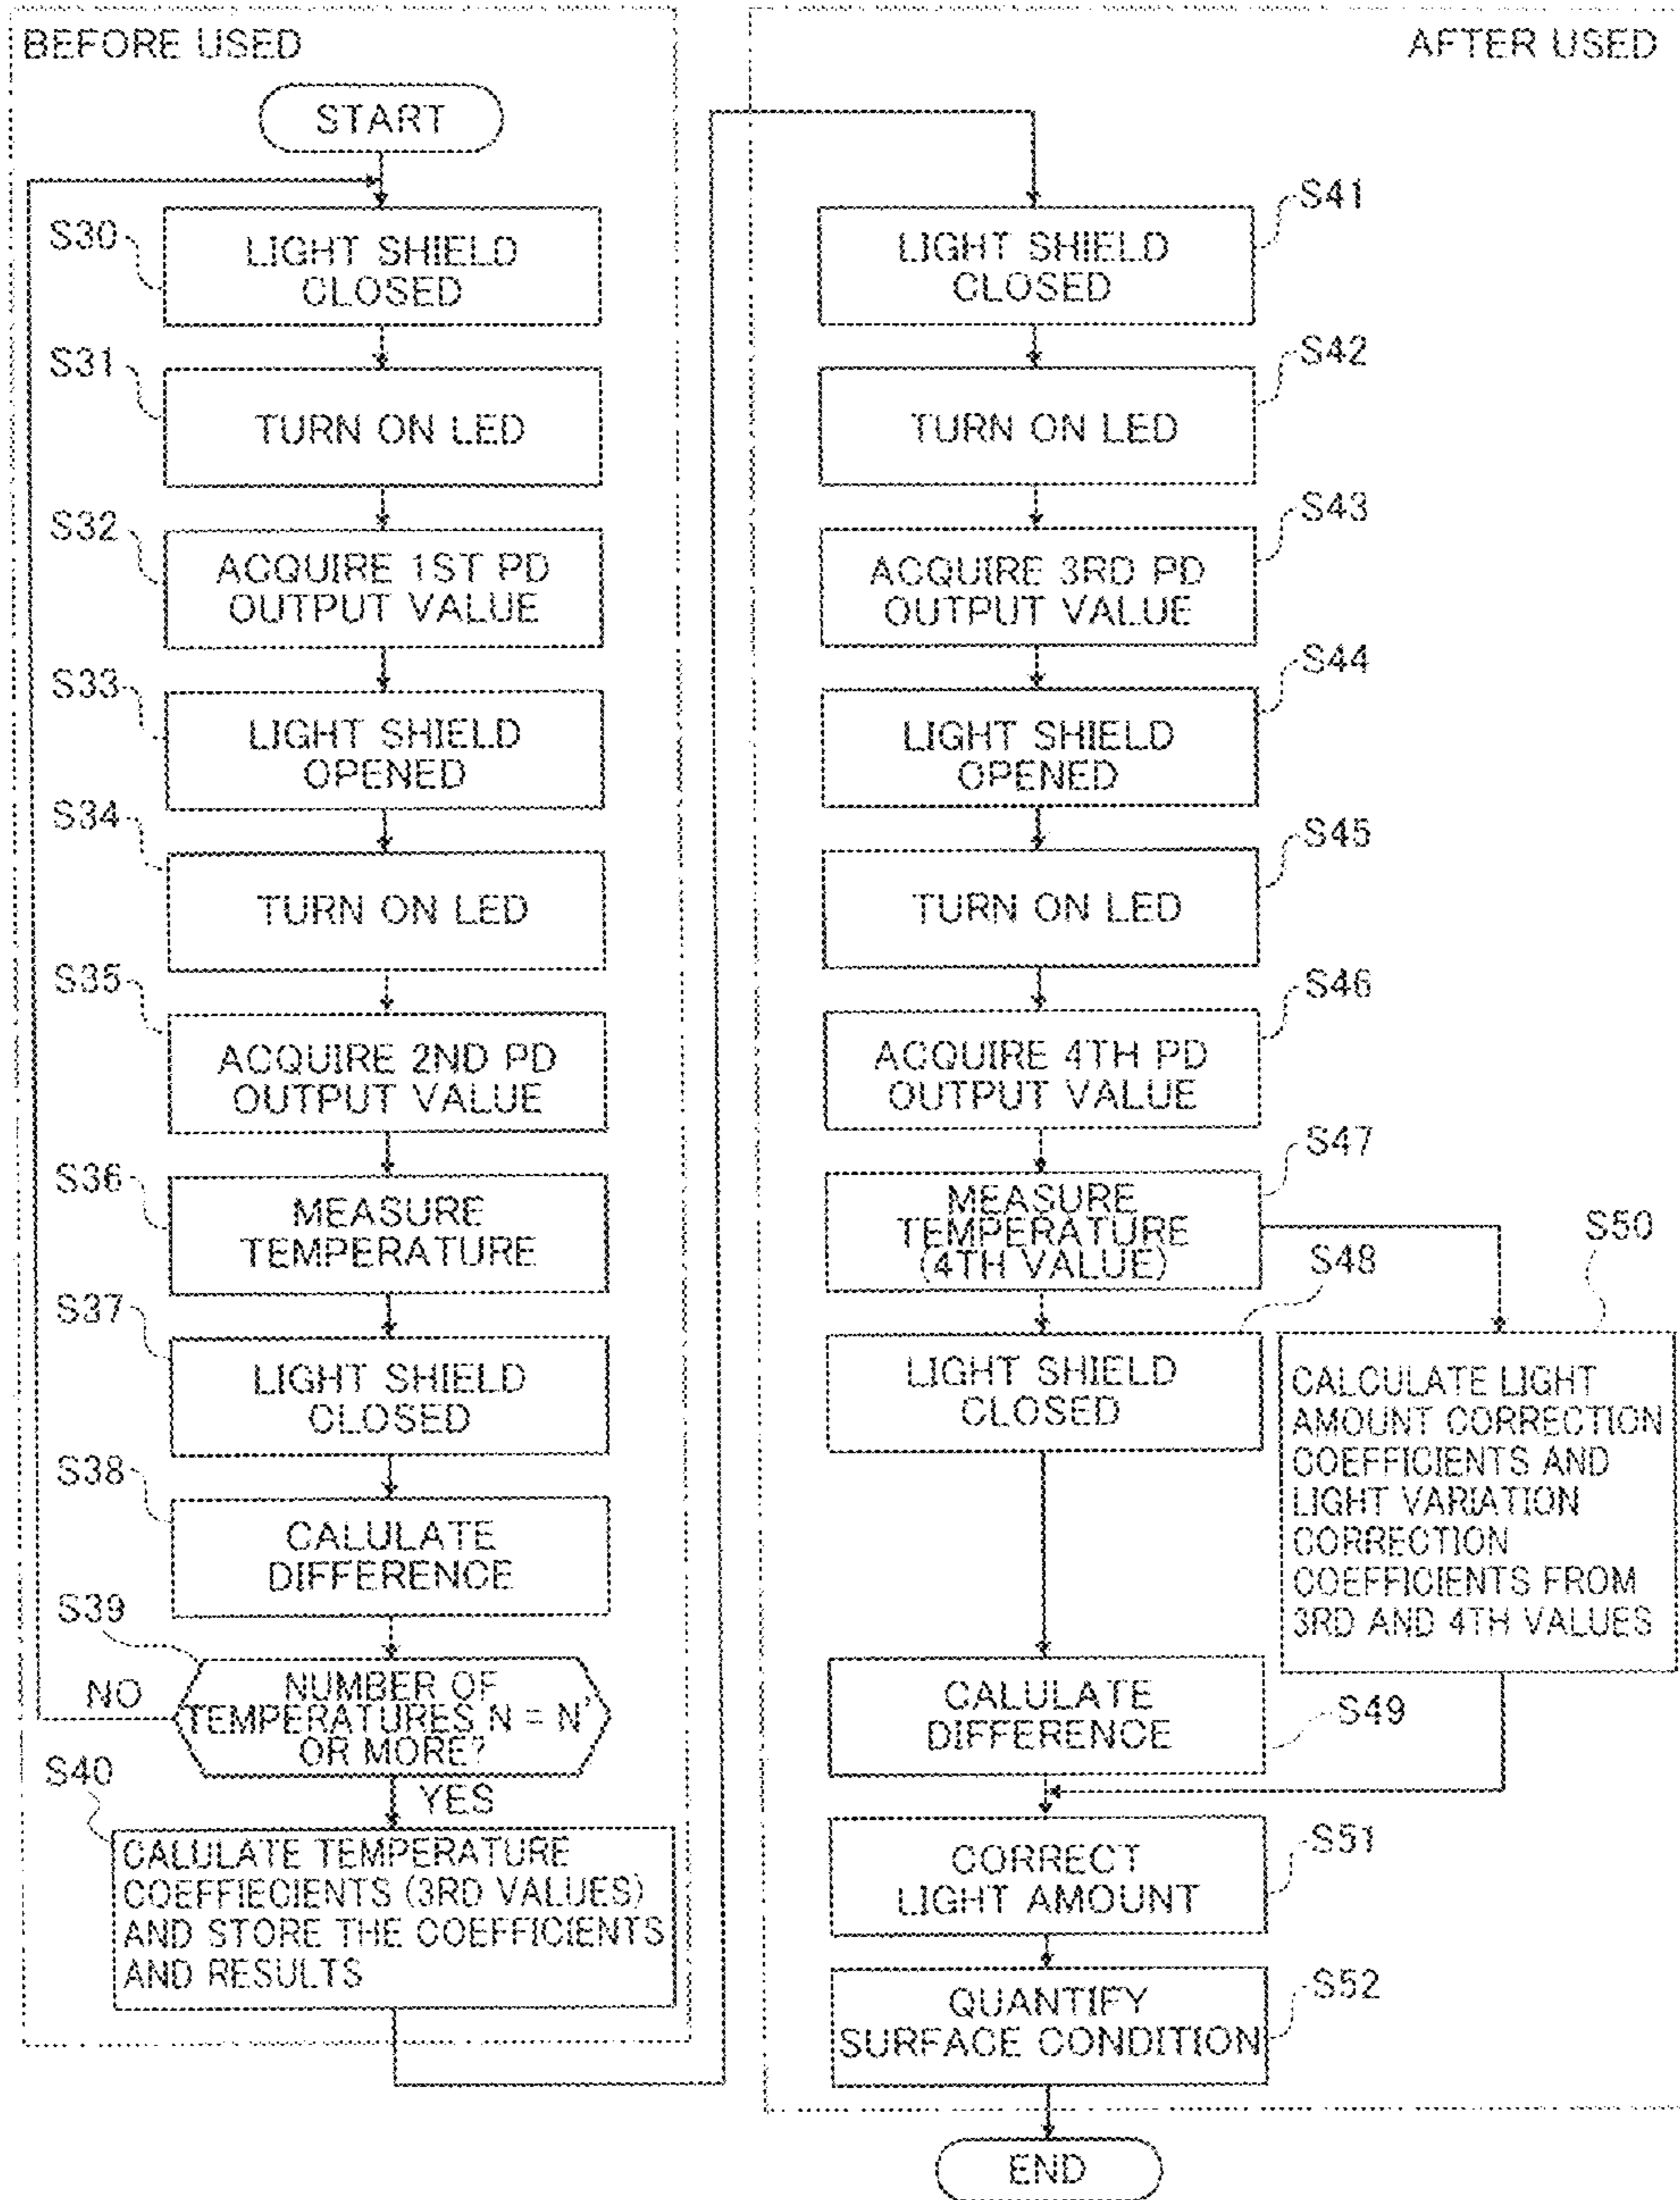 BEFORE USED
START
S30
LIGHT SHIELD
CLOSED
S31
TURN ON LED
S32
ACQUIRE 1ST PD
OUTPUT VALUE
S33
LIGHT SHIELD
OPENED
S34
TURN ON LED
S35
ACQUIRE 2ND PD
OUTPUT VALUE
S36
MEASURE
TEMPERATURE
S37
LIGHT SHIELD
CLOSED
S38
CALULATE
DIFFERENCE
S39
NUMBER OF
TEMPERATURES N = N'
OR MORE?
NO
YES
S40
CALULATE TEMPERATURE
COEFFIECIENTS (3RD VALUES)
AND STORE THE COEFFICIENTS
AND RESULTS
AFTER USED
S41
LIGHT SHIELD
CLOSED
S42
TURN ON LED
S43
ACQUIRE 3RD PD
OUTPUT VALUE
S44
LIGHT SHIELD
OPENED
S45
TURN ON LED
S46
ACQUIRE 4TH PD
OUTPUT VALUE
S47
MEASURE
TEMPERATURE
(4TH VALUE)
S48
LIGHT SHIELD
CLOSED
S50
CALCULATE LIGHT
AMOUNT CORRECTION
COEFFICIENTS AND
LIGHT VARIATION
CORRECTION
COEFFICIENTS FROM
3RD AND 4TH VALUES
CALULATE
DIFFERENCE
S49
CORRECT
LIGHT AMOUNT
S51
QUANTIFY
SURFACE CONDITION
S52
END